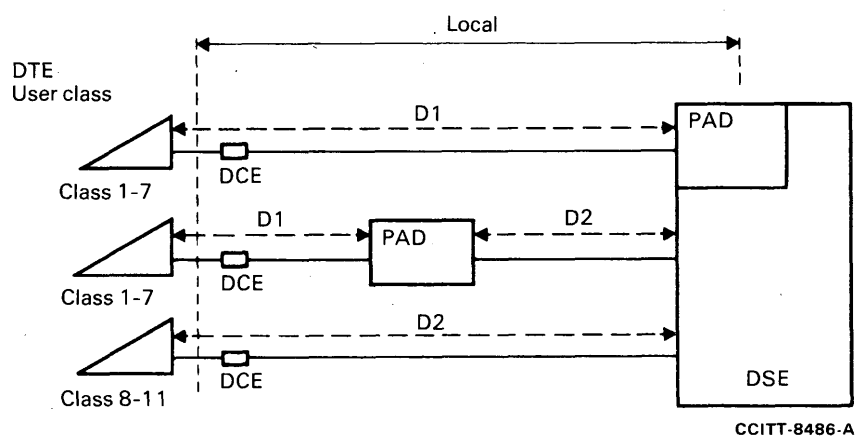 Local
DTE
User class
D1
PAD
DCE
Class 1-7
D1
PAD
D2
DCE
Class 1-7
D2
DCE
Class 8-11
DSE
CCITT-8486-A